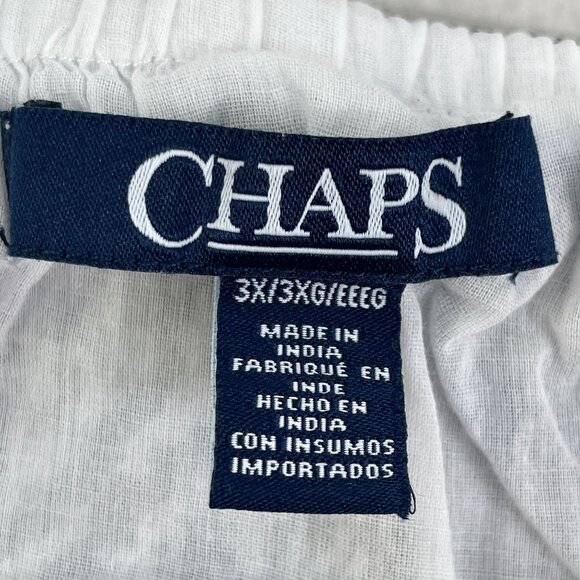 CHAPS
3X/3XG/EEEG
MADE IN
INDIA
FABRIQUÉ EN
INDE
HECHO EN
INDIA
CON INSUMOS
IMPORTADOS